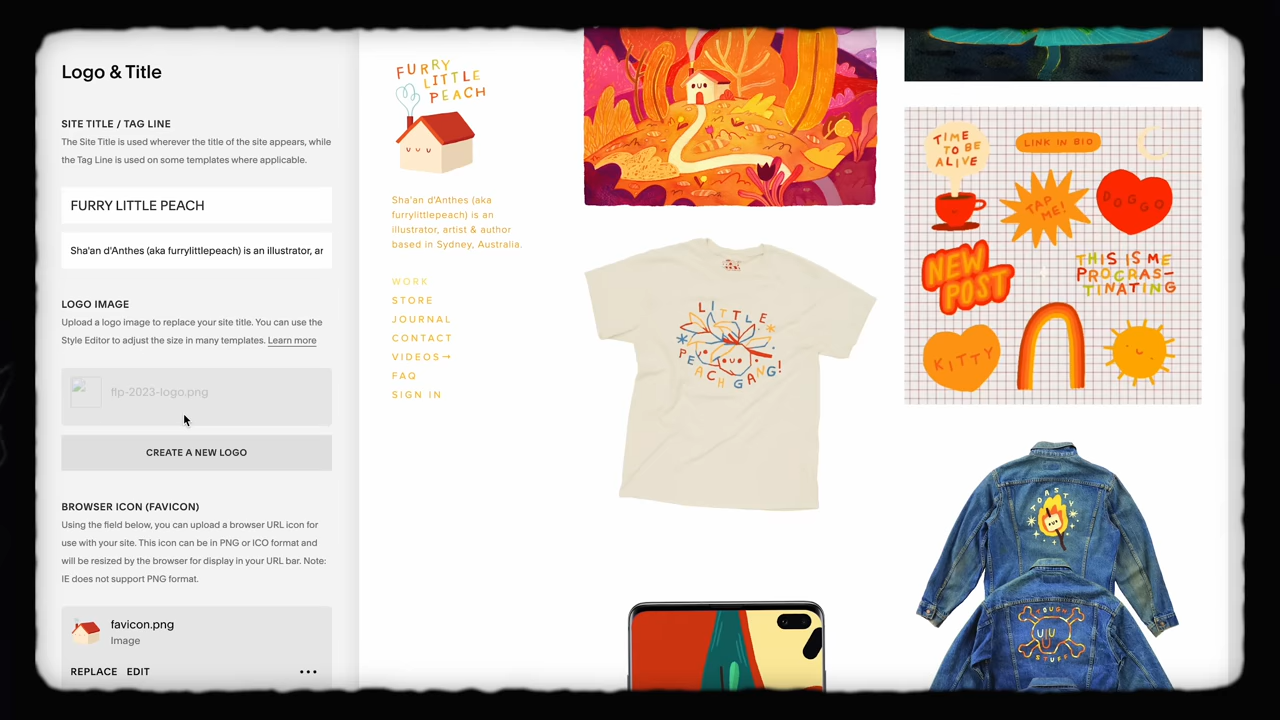 Logo & Title
SITE TITLE / TAG LINE
The Site Title is used wherever the title of the site appears, while
the Tag Line is used on some templates where applicable.
FURRY LITTLE PEACH
Sha'an d'Anthes (aka furrylittlepeach) is an illustrator, ar
LOGO IMAGE
Upload a logo image to replace your site title. You can use the
Style Editor to adjust the size in many templates. Learn more
flp-2023-logo.png
CREATE A NEW LOGO
BROWSER ICON (FAVICON)
Using the field below, you can upload a browser URL icon for
use with your site. This icon can be in PNG or ICO format and
will be resized by the browser for display in your URL bar. Note:
IE does not support PNG format.
favicon.png
Image
REPLACE EDIT
FURRY
LITTLE
PEACH
Sha'an d'Anthes (aka
furrylittlepeach) is an
illustrator, artist & author
based in Sydney, Australia.
WORK
STORE
JOURNAL
CONTACT
VIDEOS→
FAQ
SIGN IN
LITTLE
PEACH GANG!
TIME
TO BE
ALIVE
LINK IN BIO
TAP
ME!
DOGGO
NEW
POST
THIS IS ME
PROCRAS-
TINATING
KITTY
TOASTY
TOUGH
STUFF